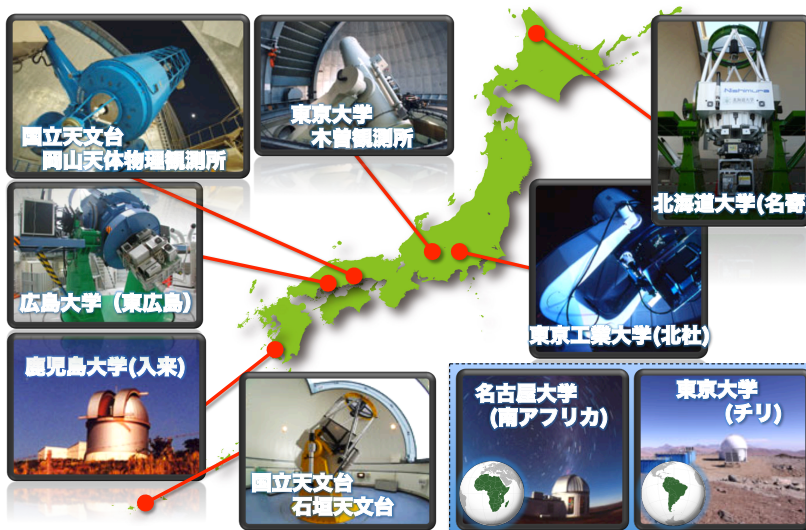 国立天文台
岡山天体物理観測所
東京大学
木曽観測所
Nishimura
北海道大学(名寄
広島大学（東広島）
東京工業大学(北杜)
鹿児島大学(入来)
国立天文台
石垣天文台
名古屋大学
(南アフリカ)
東京大学
(チリ)